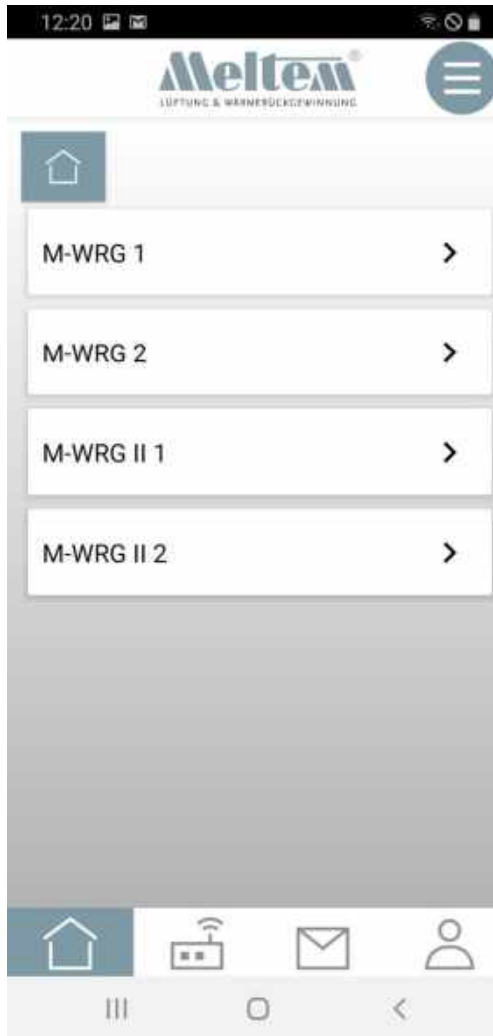 12:20
Meltem®
LÜFTUNG & WÄRMERÜCKGEWINNUNG
M-WRG 1
M-WRG 2
M-WRG II 1
M-WRG II 2